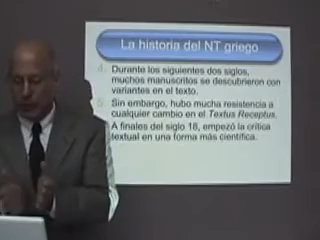 La historia del NT griego
4. Durante los siguientes dos siglos,
muchos manuscritos se descubrieron con
variantes en el texto.
5. Sin embargo, hubo mucha resistencia a
cualquier cambio en el Textus Receptus.
A finales del siglo 18, empezó la crítica
textual en una forma más científica.